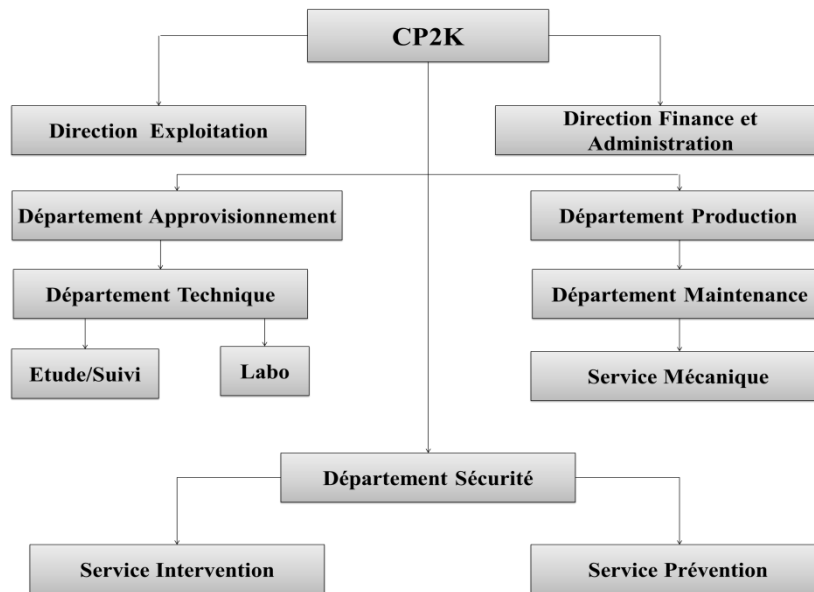 CP2K
Direction Exploitation
Direction Finance et
Administration
Département Approvisionnement
Département Production
Département Technique
Département Maintenance
Etude/Suivi
Labo
Service Mécanique
Département Sécurité
Service Intervention
Service Prévention